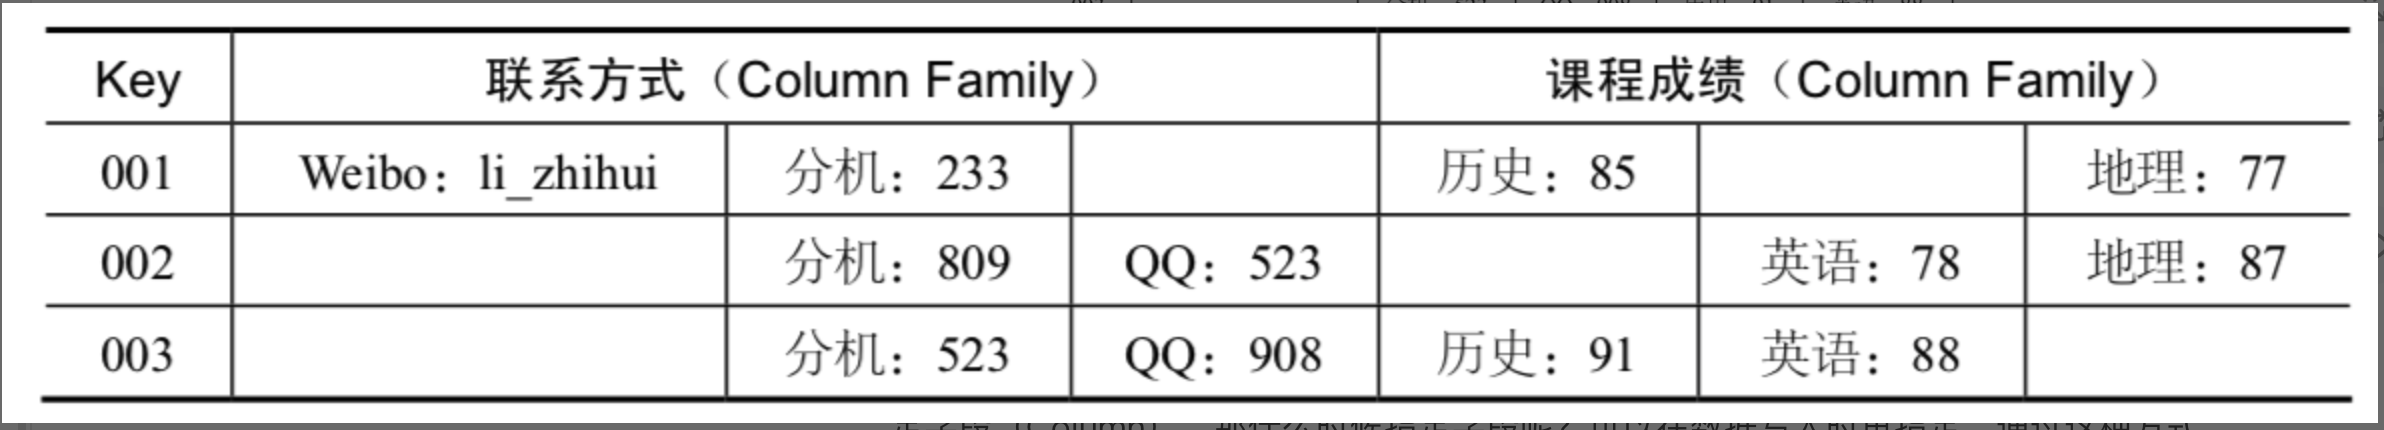 Key 联系方式（Column Family） 课程成绩（Column Family）
001 Weibo：li_zhihui 分机：233 历史：85 地理：77
002 分机：809 QQ：523 英语：78 地理：87
003 分机：523 QQ：908 历史：91 英语：88